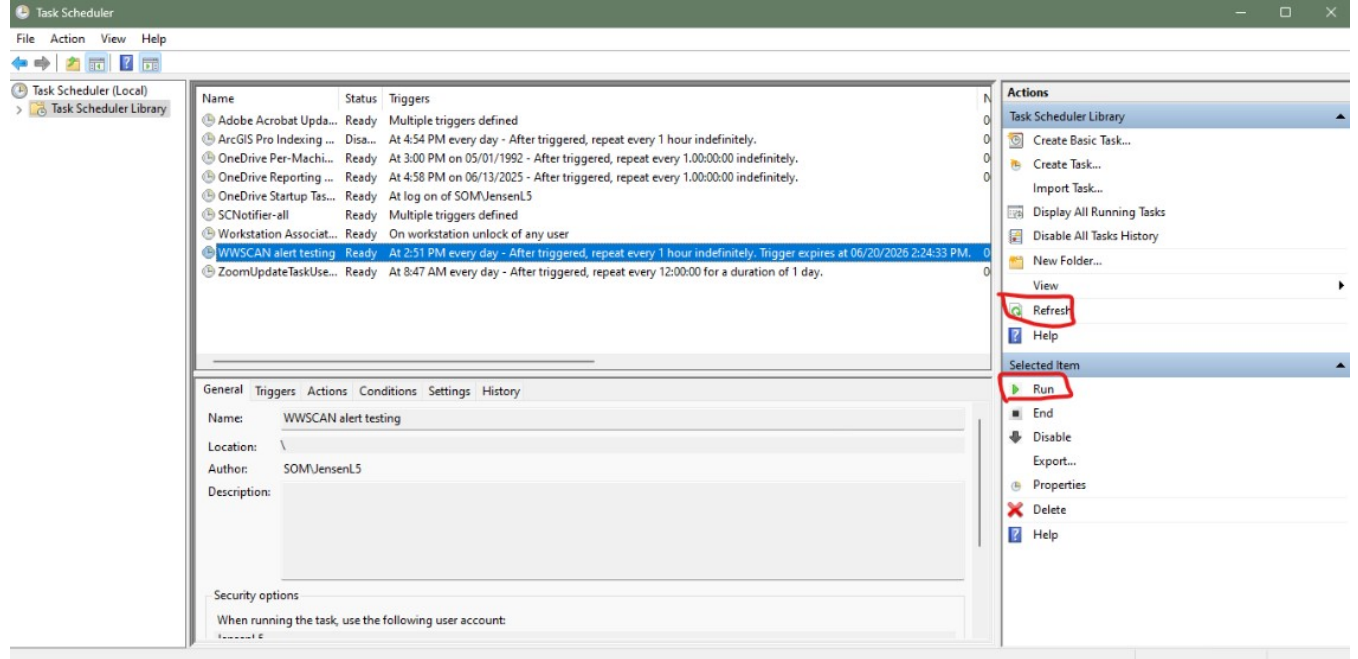 Task Scheduler
File Action View Help
Task Scheduler (Local)
Task Scheduler Library
Name Status Triggers N
Adobe Acrobat Upda... Ready Multiple triggers defined 0
ArcGIS Pro Indexing ... Disa... At 4:54 PM every day - After triggered, repeat every 1 hour indefinitely. 0
OneDrive Per-Machi... Ready At 3:00 PM on 05/01/1992 - After triggered, repeat every 1.00:00:00 indefinitely. 0
OneDrive Reporting ... Ready At 4:58 PM on 06/13/2025 - After triggered, repeat every 1.00:00:00 indefinitely. 0
OneDrive Startup Tas... Ready At log on of SOM\JensenL5
SCNotifier-all Ready Multiple triggers defined 0
Workstation Associat... Ready On workstation unlock of any user 0
WWSCAN alert testing Ready At 2:51 PM every day - After triggered, repeat every 1 hour indefinitely. Trigger expires at 06/20/2026 2:24:33 PM. 0
ZoomUpdateTaskUse... Ready At 8:47 AM every day - After triggered, repeat every 12:00:00 for a duration of 1 day. 0
General Triggers Actions Conditions Settings History
Name: WWSCAN alert testing
Location: \
Author: SOM\JensenL5
Description:
Security options
When running the task, use the following user account:
JensenL5
Actions
Task Scheduler Library
Create Basic Task...
Create Task...
Import Task...
Display All Running Tasks
Disable All Tasks History
New Folder...
View
Refresh
Help
Selected Item
Run
End
Disable
Export...
Properties
Delete
Help